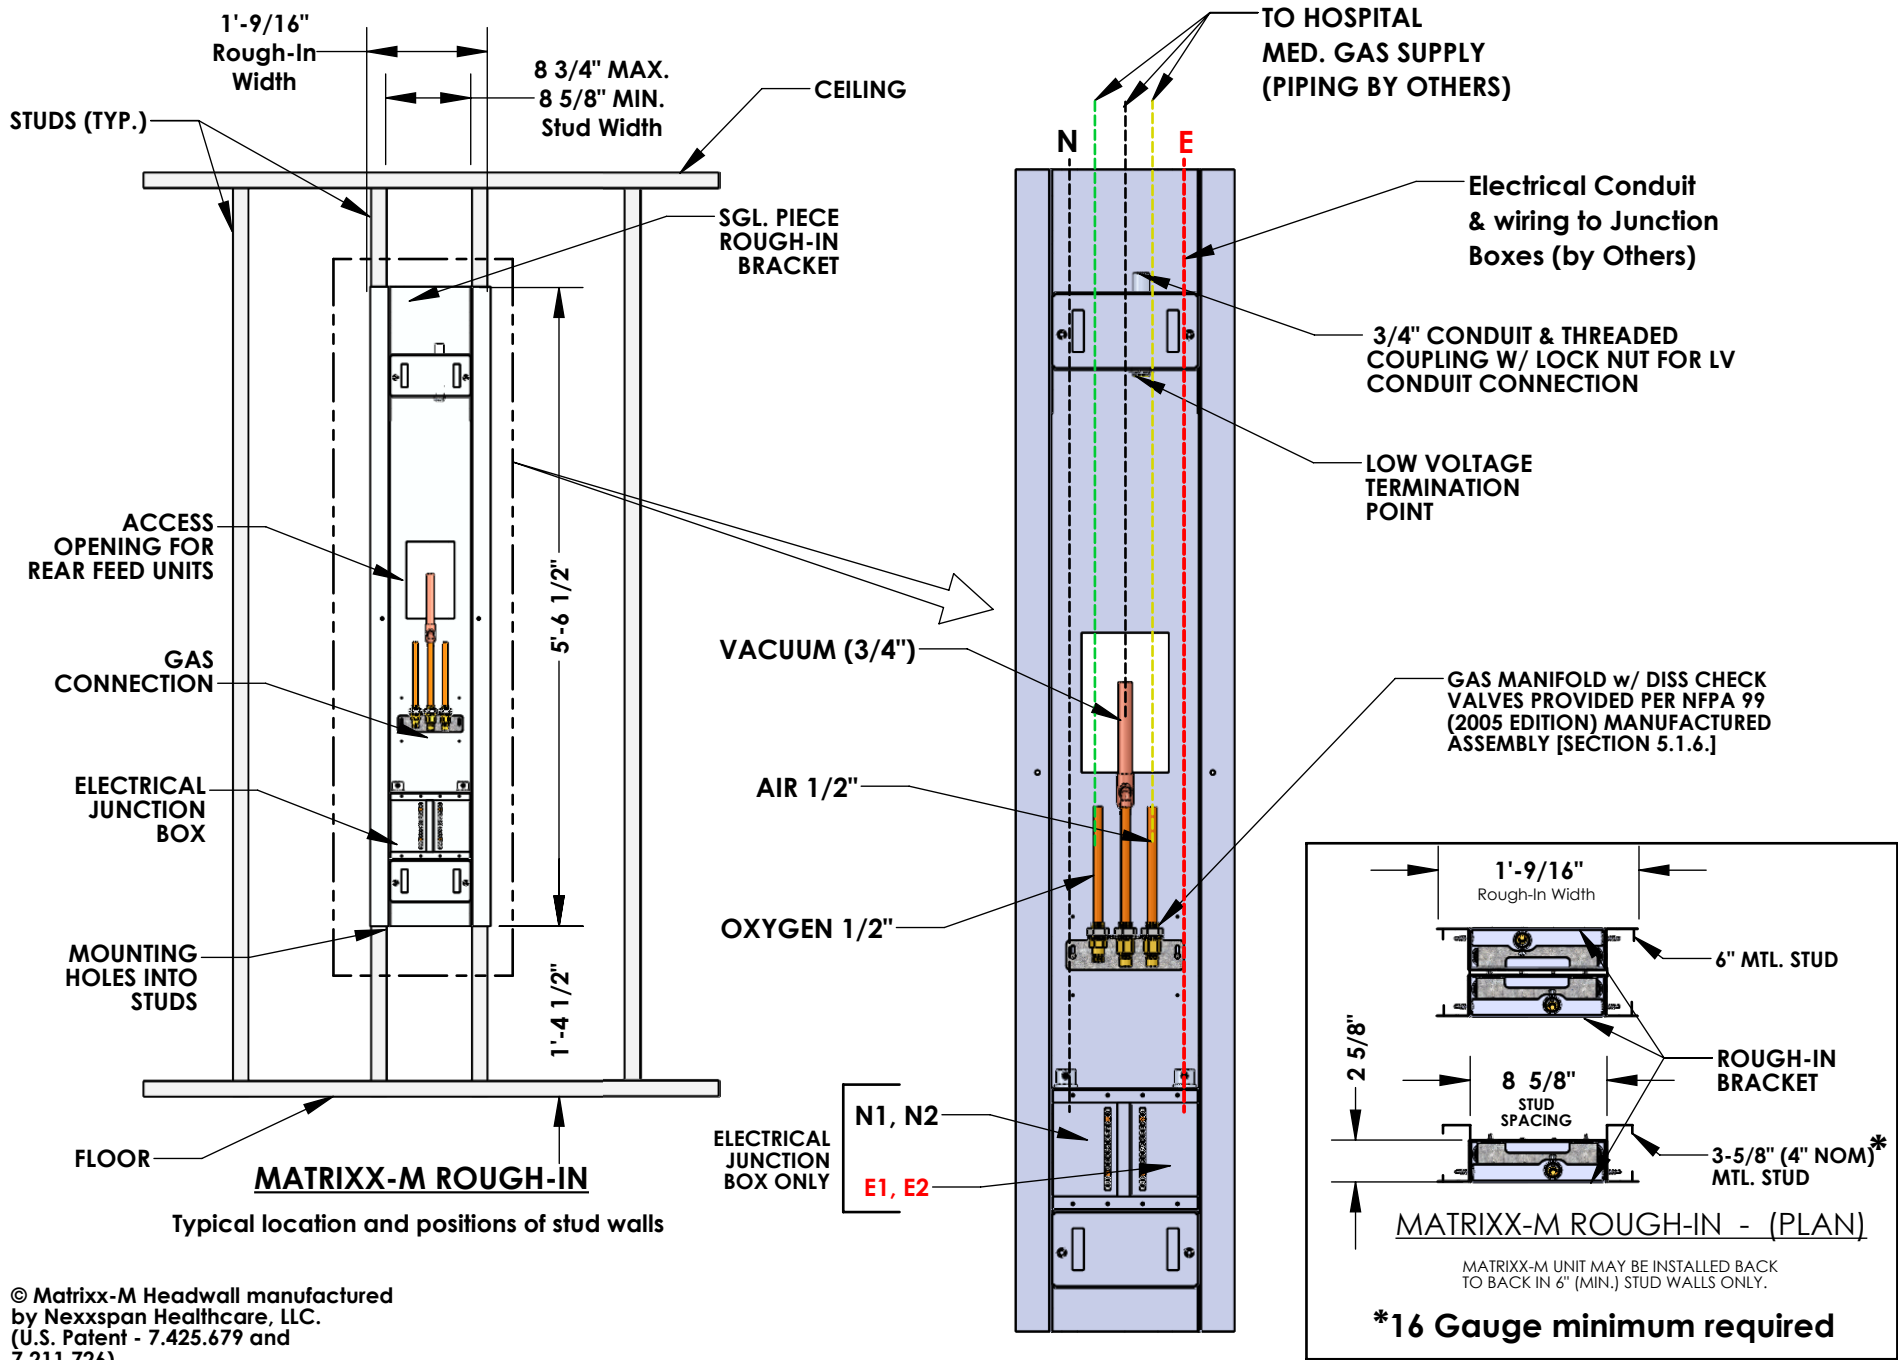 1'-9/16"
Rough-In
Width
8 3/4" MAX.
8 5/8" MIN.
Stud Width
STUDS (TYP.)
CEILING
SGL. PIECE
ROUGH-IN
BRACKET
ACCESS
OPENING FOR
REAR FEED UNITS
5'-6 1/2"
GAS
CONNECTION
ELECTRICAL
JUNCTION
BOX
MOUNTING
HOLES INTO
STUDS
1'-4 1/2"
FLOOR
MATRIXX-M ROUGH-IN
Typical location and positions of stud walls
© Matrixx-M Headwall manufactured
by Nexxspan Healthcare, LLC.
(U.S. Patent - 7.425.679 and
7.211.726)
TO HOSPITAL
MED. GAS SUPPLY
(PIPING BY OTHERS)
N
E
Electrical Conduit
& wiring to Junction
Boxes (by Others)
3/4" CONDUIT & THREADED
COUPLING W/ LOCK NUT FOR LV
CONDUIT CONNECTION
LOW VOLTAGE
TERMINATION
POINT
VACUUM (3/4")
GAS MANIFOLD w/ DISS CHECK
VALVES PROVIDED PER NFPA 99
(2005 EDITION) MANUFACTURED
ASSEMBLY [SECTION 5.1.6.]
AIR 1/2"
OXYGEN 1/2"
ELECTRICAL
JUNCTION
BOX ONLY
N1, N2
E1, E2
1'-9/16"
Rough-In Width
6" MTL. STUD
ROUGH-IN
BRACKET
2 5/8"
8 5/8"
STUD
SPACING
3-5/8" (4" NOM)*
MTL. STUD
MATRIXX-M ROUGH-IN - (PLAN)
MATRIXX-M UNIT MAY BE INSTALLED BACK
TO BACK IN 6" (MIN.) STUD WALLS ONLY.
*16 Gauge minimum required